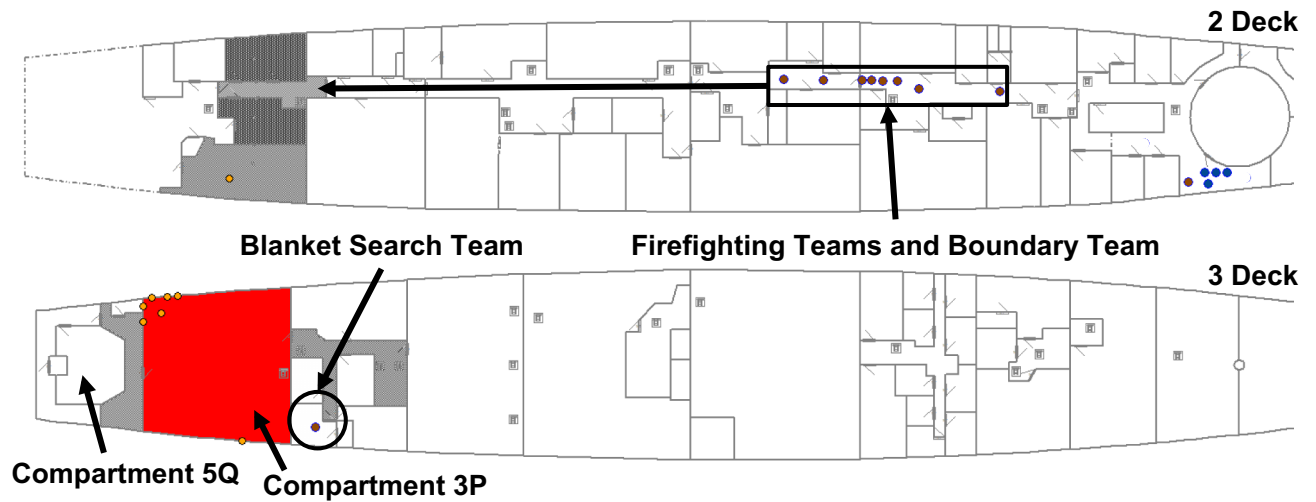 2 Deck
Blanket Search Team
Firefighting Teams and Boundary Team
3 Deck
Compartment 5Q
Compartment 3P